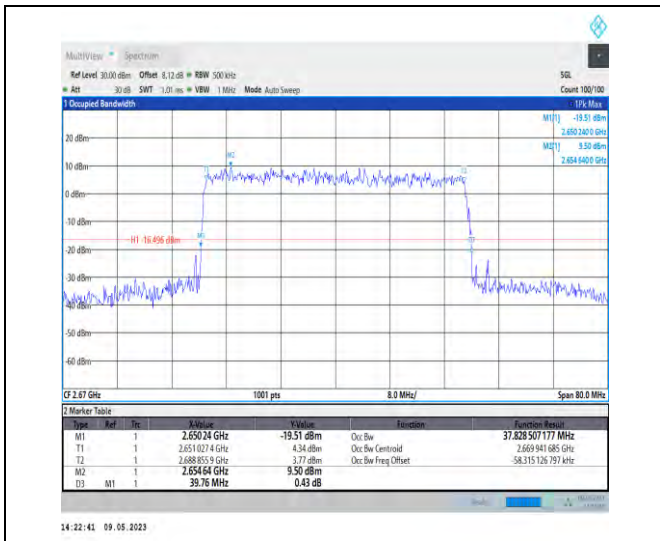 MultiView Spectrum
Ref Level 30.00 dBm Offset 8.12 dB RBW 500 kHz SGL
Att 30 dB SWT 1.01 ms VBW 1 MHz Mode Auto Sweep Count 100/100
1 Occupied Bandwidth 1Pk Max
M1[1] -19.51 dBm
2.650 240 0 GHz
M2[1] 9.50 dBm
2.654 640 0 GHz
20 dBm
M2
T1 T2
10 dBm
0 dBm
-10 dBm
H1 -16.496 dBm M1 D3
-20 dBm
-30 dBm
-40 dBm
-50 dBm
-60 dBm
CF 2.67 GHz 1001 pts 8.0 MHz/ Span 80.0 MHz
2 Marker Table
Type Ref Trc X-Value Y-Value Function Function Result
M1 1 2.650 24 GHz -19.51 dBm Occ Bw 37.828 507 177 MHz
T1 1 2.651 027 4 GHz 4.34 dBm Occ Bw Centroid 2.669 941 685 GHz
T2 1 2.688 855 9 GHz 3.77 dBm Occ Bw Freq Offset -58.315 126 797 kHz
M2 1 2.654 64 GHz 9.50 dBm
D3 M1 1 39.76 MHz 0.43 dB
14:22:41 09.05.2023